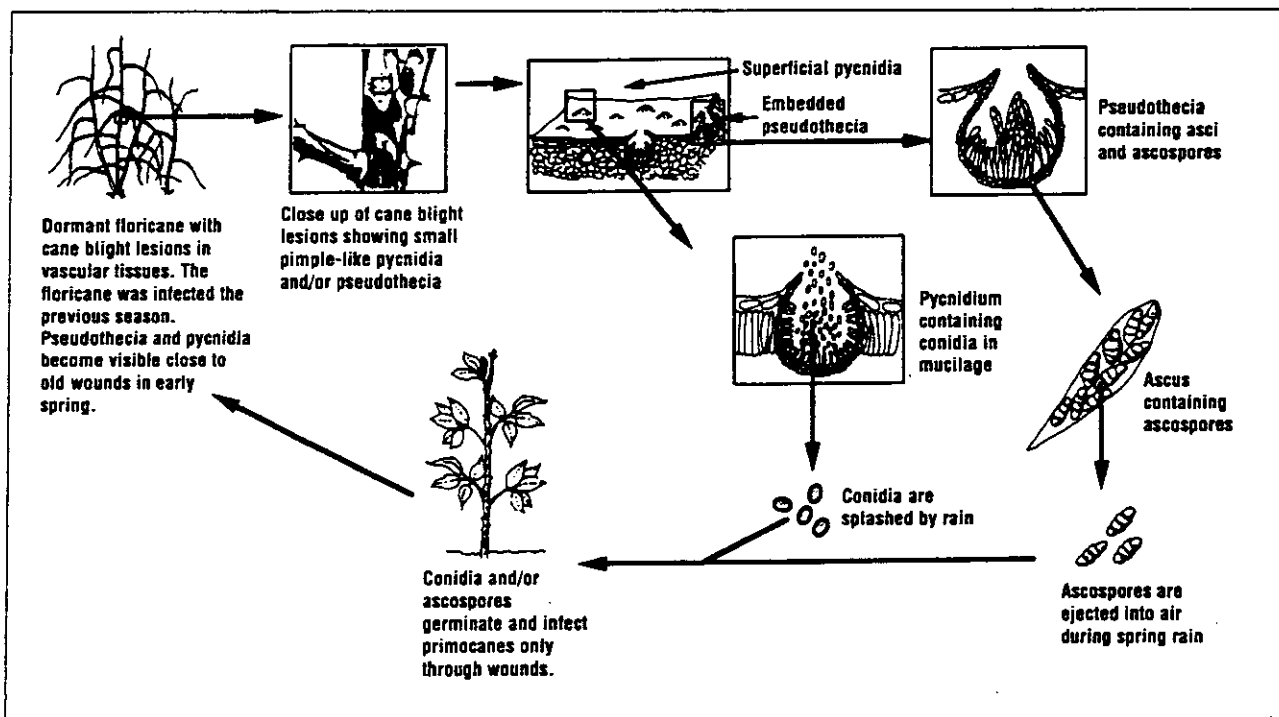 Superficial pycnidia
Embedded
pseudothecia
Pseudothecia
containing asci
and ascospores
Dormant floricane with
cane blight lesions in
vascular tissues. The
floricane was infected the
previous season.
Pseudothecia and pycnidia
become visible close to
old wounds in early
spring.
Close up of cane blight
lesions showing small
pimple-like pycnidia
and/or pseudothecia
Pycnidium
containing
conidia in
mucilage
Ascus
containing
ascospores
Conidia are
splashed by rain
Conidia and/or
ascospores
germinate and infect
primocanes only
through wounds.
Ascospores are
ejected into air
during spring rain